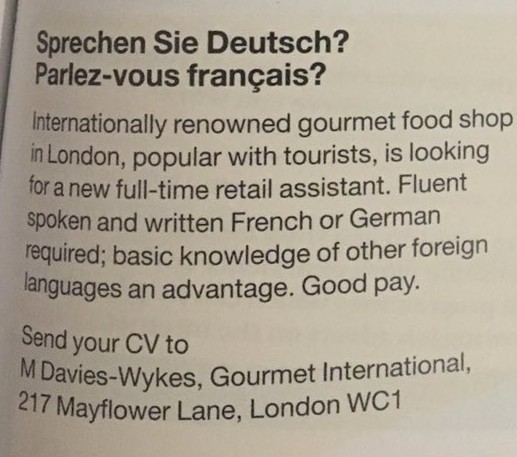 Sprechen Sie Deutsch?
Parlez-vous français?
Internationally renowned gourmet food shop
in London, popular with tourists, is looking
for a new full-time retail assistant. Fluent
spoken and written French or German
required; basic knowledge of other foreign
languages an advantage. Good pay.
Send your CV to
M Davies-Wykes, Gourmet International,
217 Mayflower Lane, London WC1